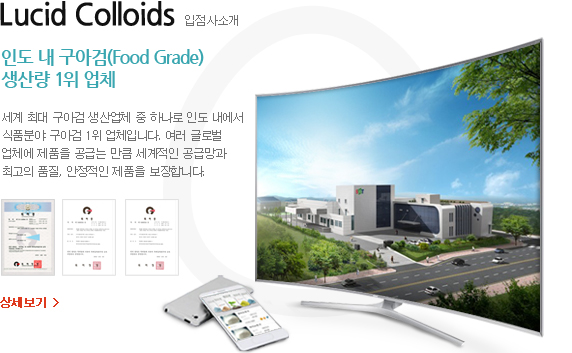 Lucid Colloids 입점사소개
인도 내 구아검(Food Grade)
생산량 1위 업체
세계 최대 구아검 생산업체 중 하나로 인도 내에서
식품분야 구아검 1위 업체입니다. 여러 글로벌
업체에 제품을 공급는 만큼 세계적인 공급망과
최고의 품질, 안정적인 제품을 보장합니다.
상세보기 >